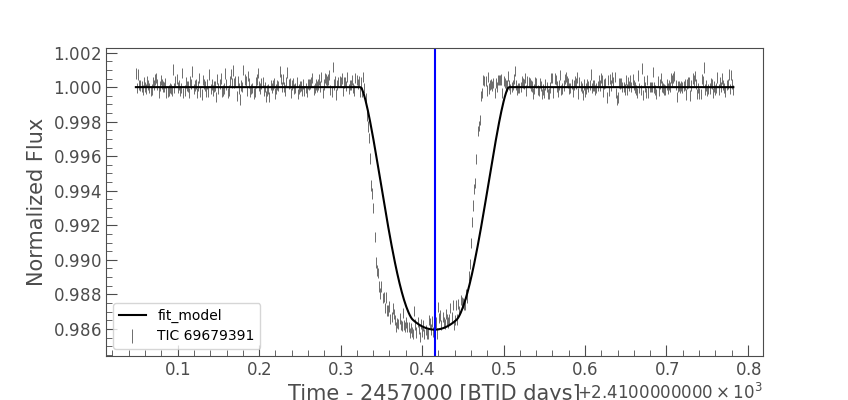 1.002
1.000
0.998
0.996
0.994
0.992
0.990
0.988
0.986
Normalized Flux
fit_model
TIC 69679391
0.1 0.2 0.3 0.4 0.5 0.6 0.7 0.8
Time - 2457000 [BTJD days]
+2.4100000000 × 10³